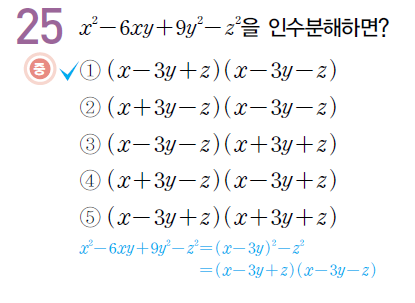 25 x²-6xy+9y²-z²을 인수분해하면?
중 ① (x-3y+z)(x-3y-z)
② (x+3y-z)(x-3y-z)
③ (x-3y-z)(x+3y+z)
④ (x+3y-z)(x-3y+z)
⑤ (x-3y+z)(x+3y+z)
x²-6xy+9y²-z²=(x-3y)²-z²
=(x-3y+z)(x-3y-z)